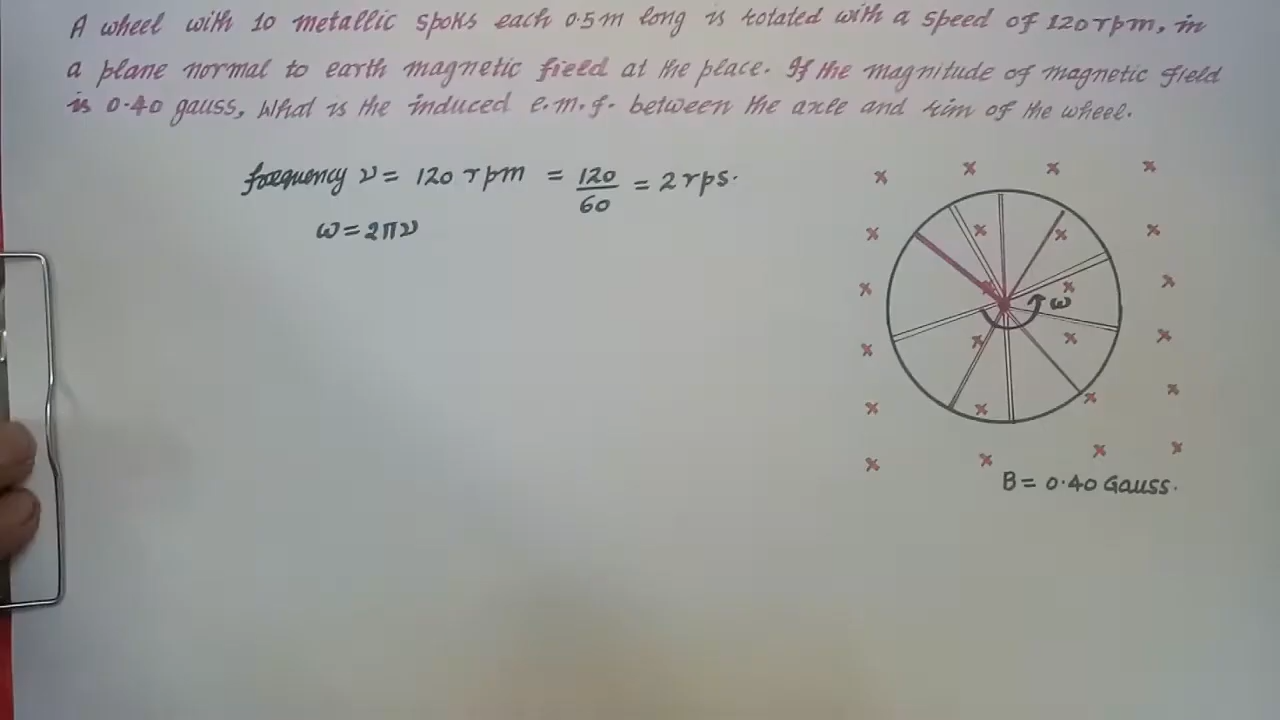 A wheel with 10 metallic spoks each 0.5m long is rotated with a speed of 120 rpm, in
a plane normal to earth magnetic field at the place. If the magnitude of magnetic field
is 0.40 gauss, What is the induced e.m.f. between the axle and rim of the wheel.
frequency ν = 120 rpm = 120/60 = 2 rps.
ω = 2πν
ω
B = 0.40 Gauss.